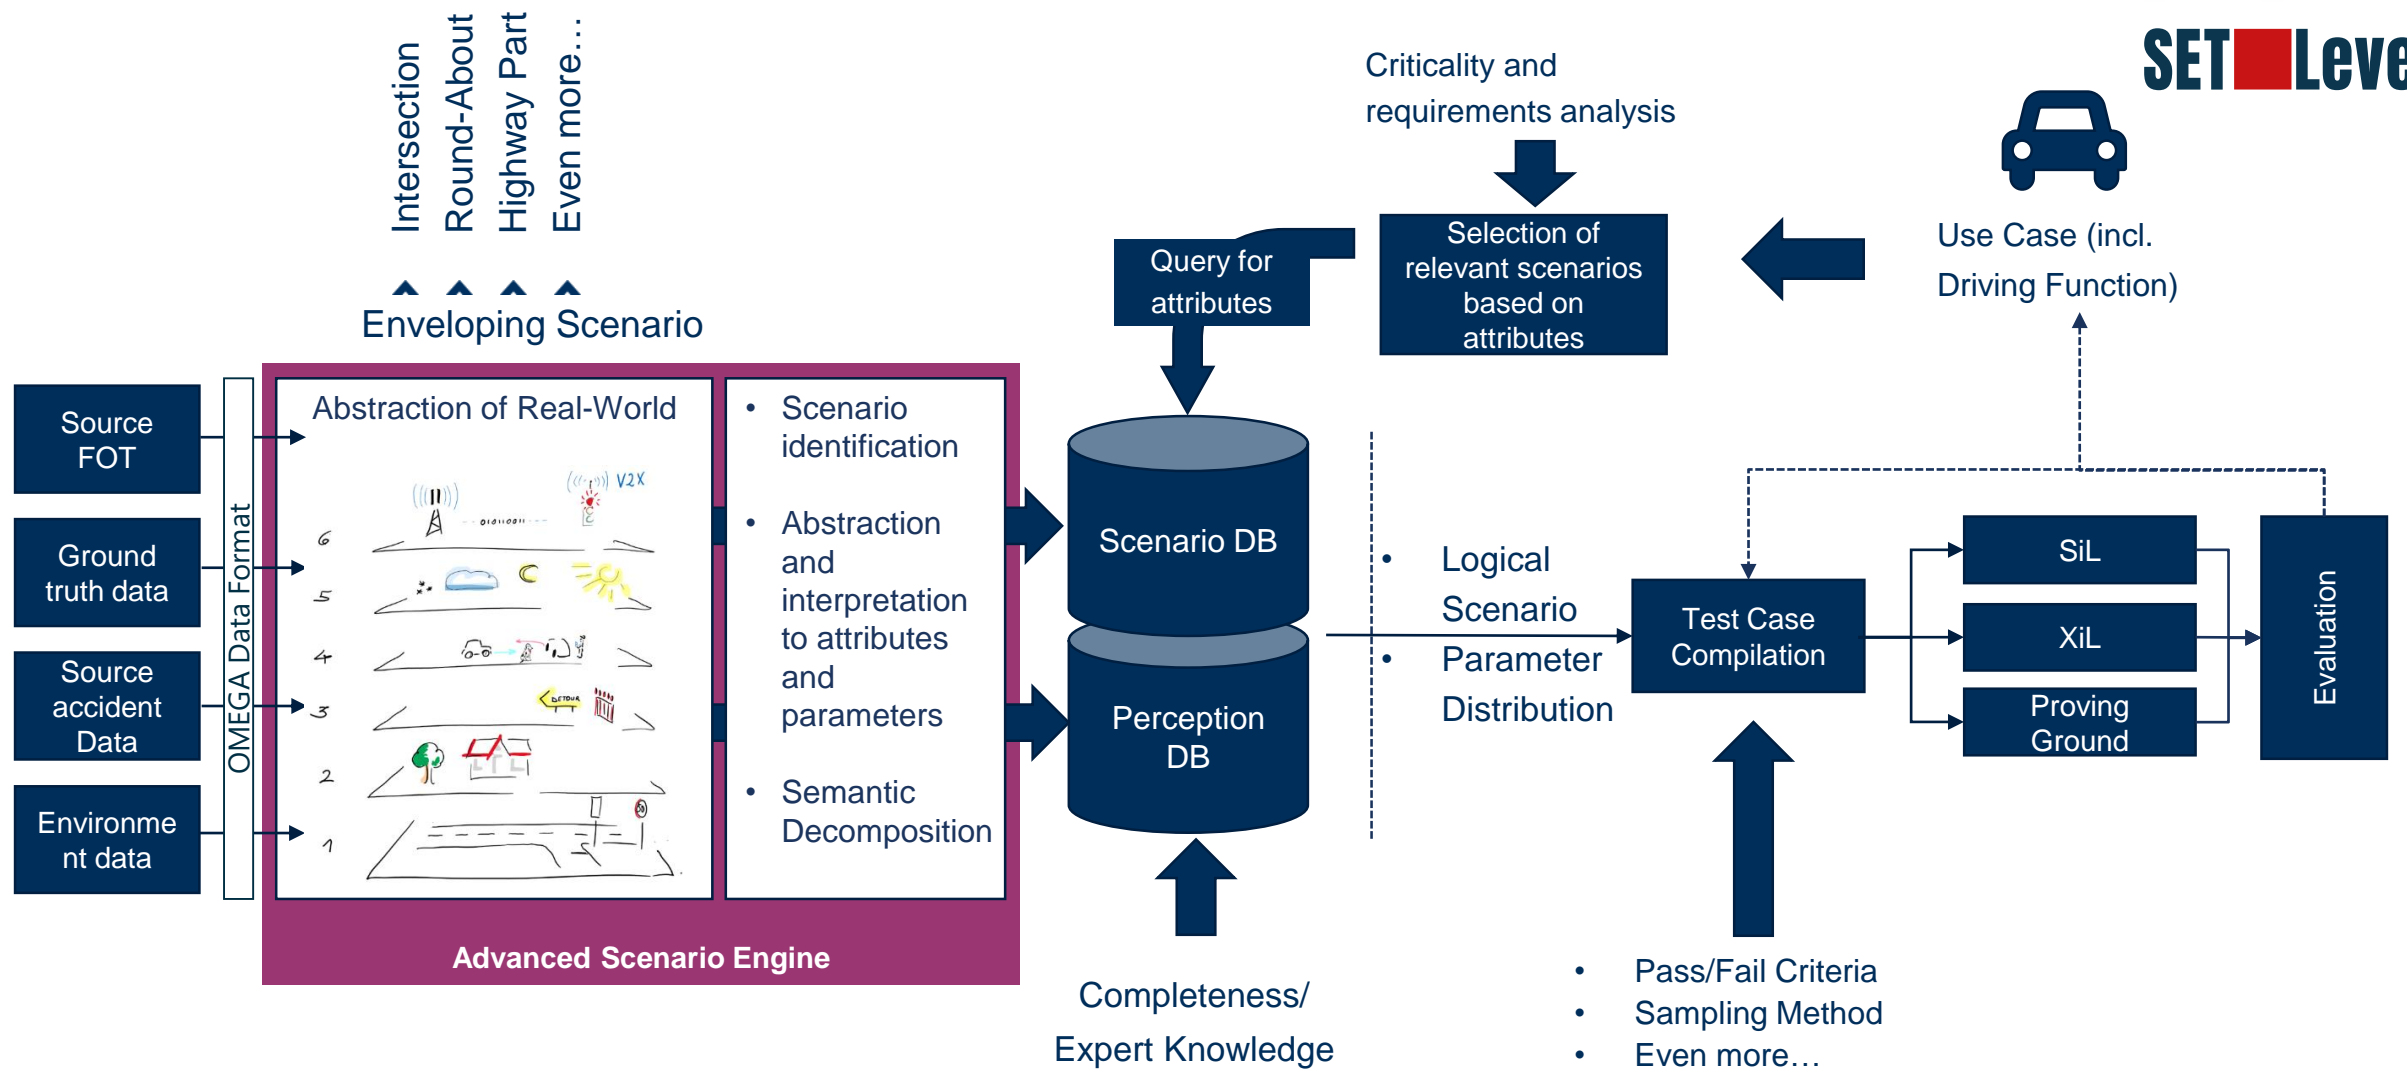 Intersection
Round-About
Highway Part
Even more…
Enveloping Scenario
Criticality and
requirements analysis
SET Leve
Query for
attributes
Selection of
relevant scenarios
based on
attributes
Use Case (incl.
Driving Function)
Source
FOT
Ground
truth data
Source
accident
Data
Environme
nt data
OMEGA Data Format
Abstraction of Real-World
V2X
010110011
6
5
4
3
DETOUR
2
1
50
• Scenario
identification
• Abstraction
and
interpretation
to attributes
and
parameters
• Semantic
Decomposition
Advanced Scenario Engine
Scenario DB
Perception
DB
Completeness/
Expert Knowledge
• Logical
Scenario
• Parameter
Distribution
Test Case
Compilation
SiL
XiL
Proving
Ground
Evaluation
• Pass/Fail Criteria
• Sampling Method
• Even more…